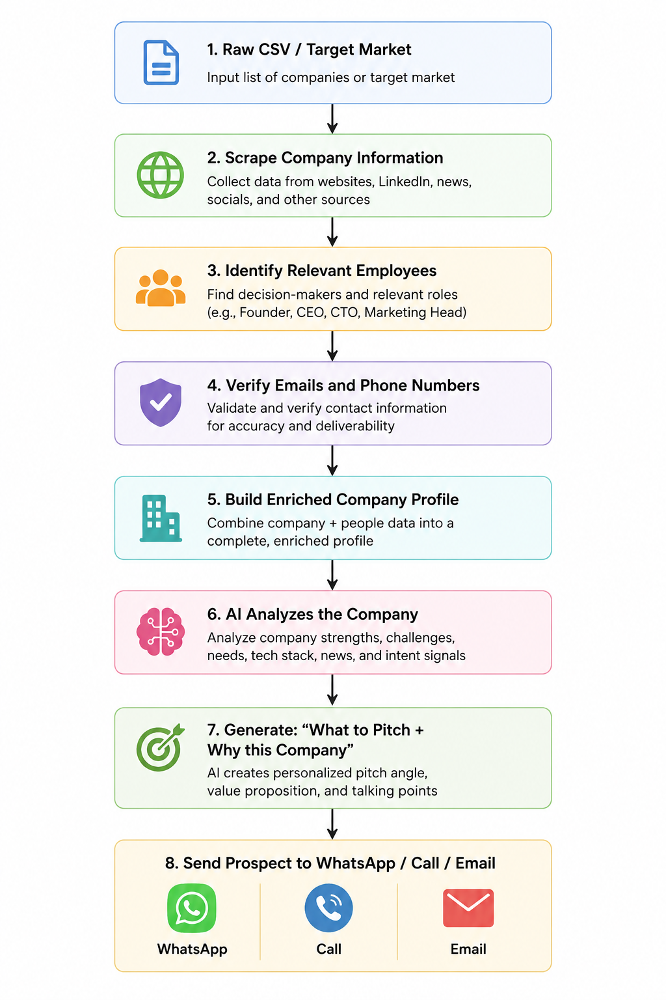 1. Raw CSV / Target Market
Input list of companies or target market
2. Scrape Company Information
Collect data from websites, LinkedIn, news,
socials, and other sources
3. Identify Relevant Employees
Find decision-makers and relevant roles
(e.g., Founder, CEO, CTO, Marketing Head)
4. Verify Emails and Phone Numbers
Validate and verify contact information
for accuracy and deliverability
5. Build Enriched Company Profile
Combine company + people data into a
complete, enriched profile
6. AI Analyzes the Company
Analyze company strengths, challenges,
needs, tech stack, news, and intent signals
7. Generate: “What to Pitch +
Why this Company”
AI creates personalized pitch angle,
value proposition, and talking points
8. Send Prospect to WhatsApp / Call / Email
WhatsApp
Call
Email